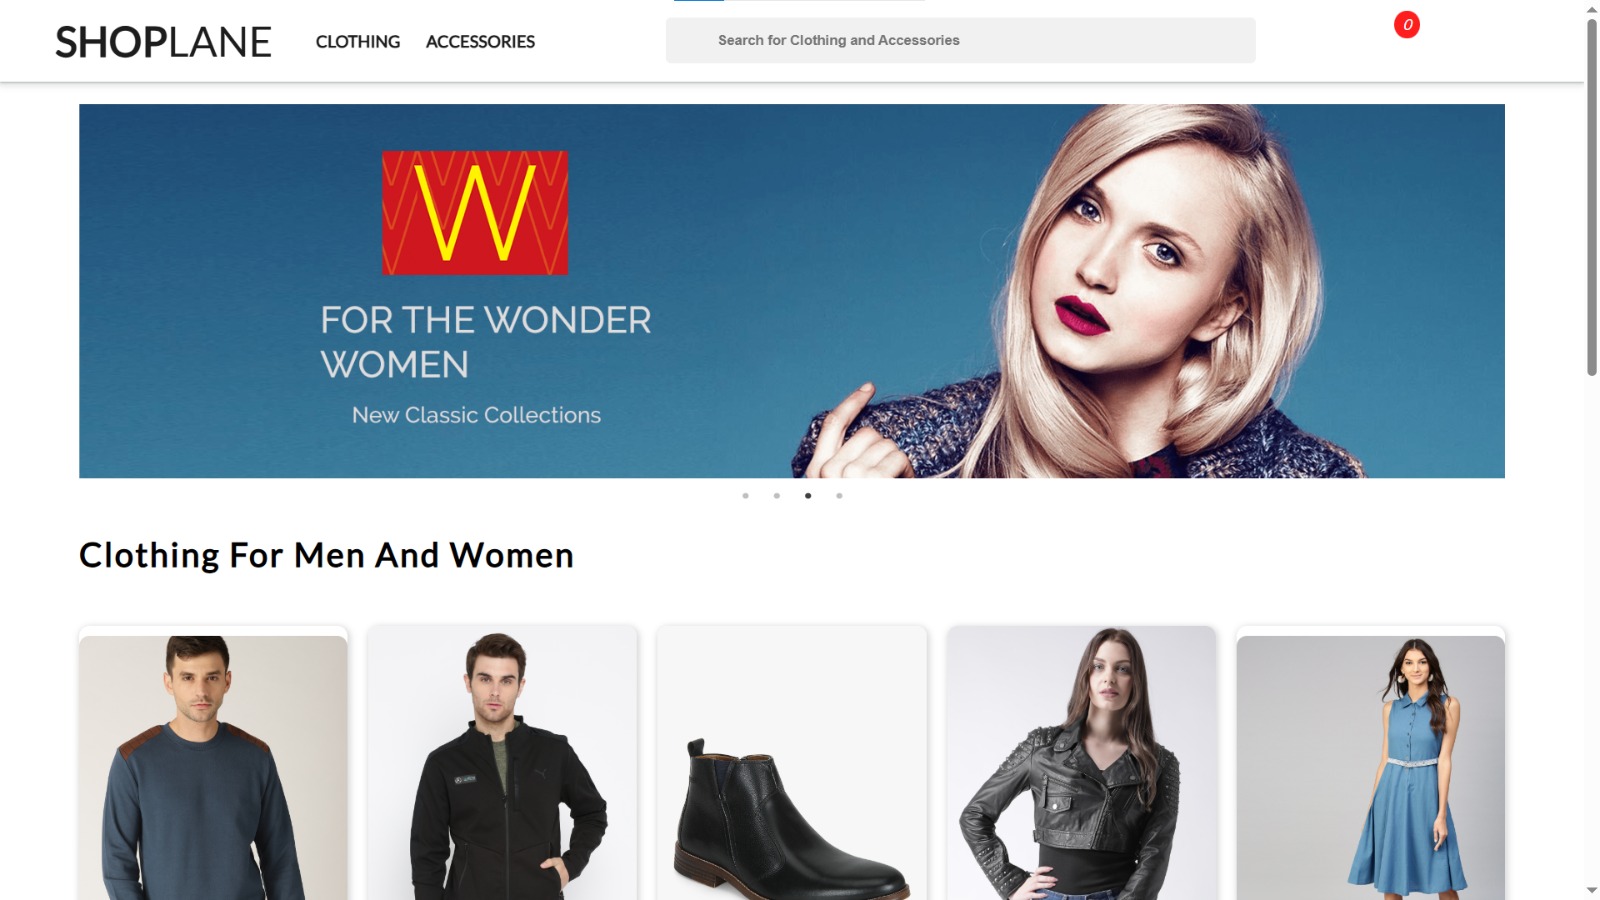 SHOPLANE
CLOTHING
ACCESSORIES
Search for Clothing and Accessories
0
W
FOR THE WONDER
WOMEN
New Classic Collections
Clothing For Men And Women